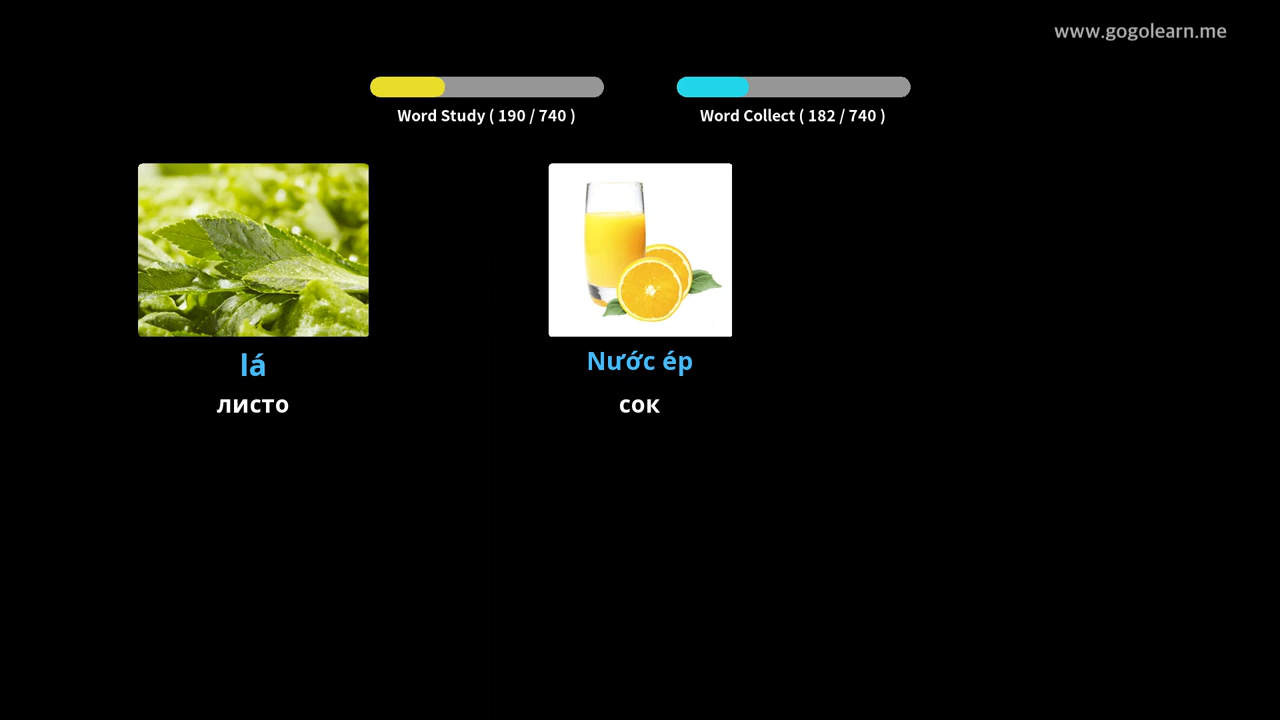 www.gogolearn.me
Word Study ( 190 / 740 )
Word Collect ( 182 / 740 )
lá
листо
Nước ép
сок